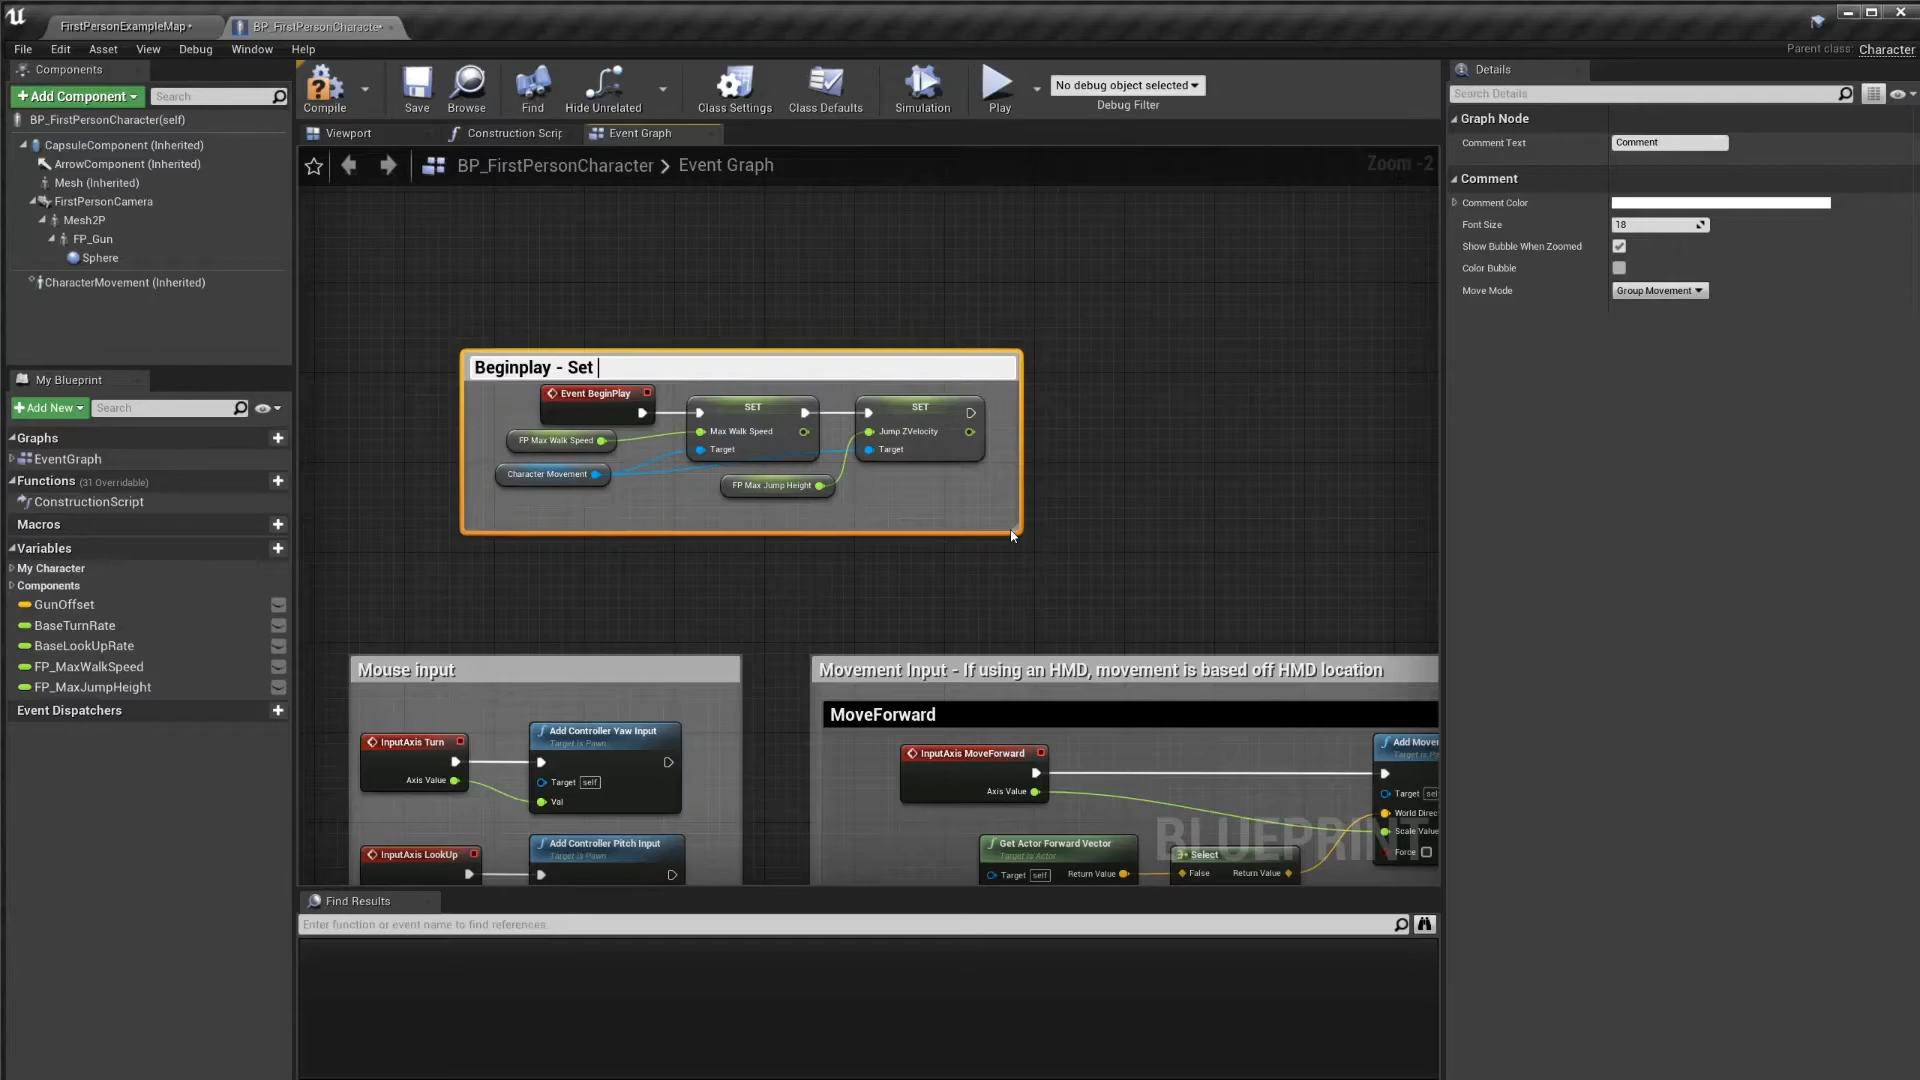 FirstPersonExampleMap*
BP_FirstPersonCharacte*
File Edit Asset View Debug Window Help
Parent class: Character
Components
+ Add Component
Search
BP_FirstPersonCharacter(self)
CapsuleComponent (Inherited)
ArrowComponent (Inherited)
Mesh (Inherited)
FirstPersonCamera
Mesh2P
FP_Gun
Sphere
CharacterMovement (Inherited)
My Blueprint
+ Add New
Search
Graphs
EventGraph
Functions (31 Overridable)
ConstructionScript
Macros
Variables
My Character
Components
GunOffset
BaseTurnRate
BaseLookUpRate
FP_MaxWalkSpeed
FP_MaxJumpHeight
Event Dispatchers
Compile
Save
Browse
Find
Hide Unrelated
Class Settings
Class Defaults
Simulation
Play
No debug object selected
Debug Filter
Viewport
Construction Scrip
Event Graph
BP_FirstPersonCharacter > Event Graph
Zoom -2
Beginplay - Set
Event BeginPlay
SET
Max Walk Speed
Target
SET
Jump ZVelocity
Target
FP Max Walk Speed
Character Movement
FP Max Jump Height
Mouse input
InputAxis Turn
Axis Value
Add Controller Yaw Input
Target is Pawn
Target self
Val
InputAxis LookUp
Add Controller Pitch Input
Target is Pawn
Movement Input - If using an HMD, movement is based off HMD location
MoveForward
InputAxis MoveForward
Axis Value
Add Mover
Target is Pa
Target sel
World Direc
Scale Value
Force
Get Actor Forward Vector
Target is Actor
Target self
Return Value
Select
False
Return Value
BLUEPRINT
Find Results
Enter function or event name to find references...
Details
Search Details
Graph Node
Comment Text
Comment
Comment
Comment Color
Font Size
18
Show Bubble When Zoomed
Color Bubble
Move Mode
Group Movement